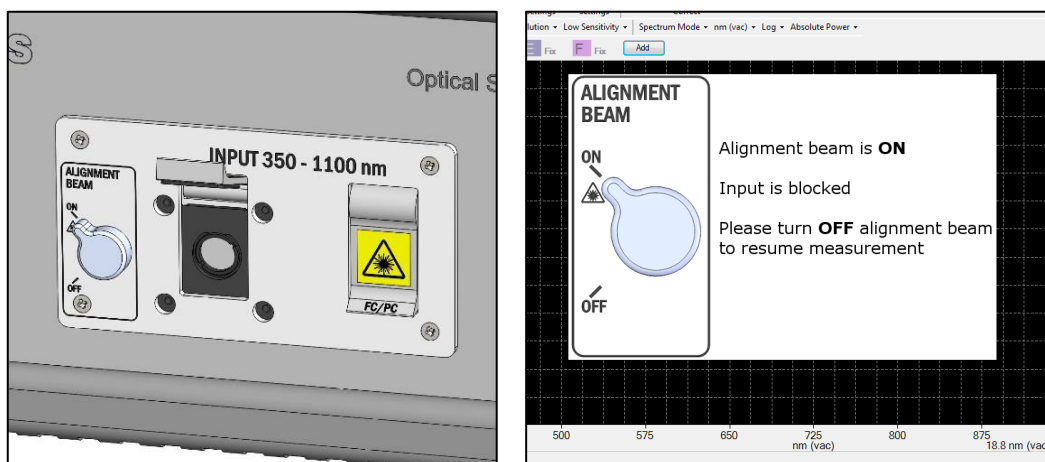 S
Optical S
INPUT 350 - 1100 nm
ALIGNMENT
BEAM
ON
OFF
FC/PC
lution Low Sensitivity Spectrum Mode nm (vac) Log Absolute Power
E Fix F Fix Add
ALIGNMENT
BEAM
ON
OFF
Alignment beam is ON
Input is blocked
Please turn OFF alignment beam
to resume measurement
500 575 650 725 800 875
nm (vac) 18.8 nm (vac